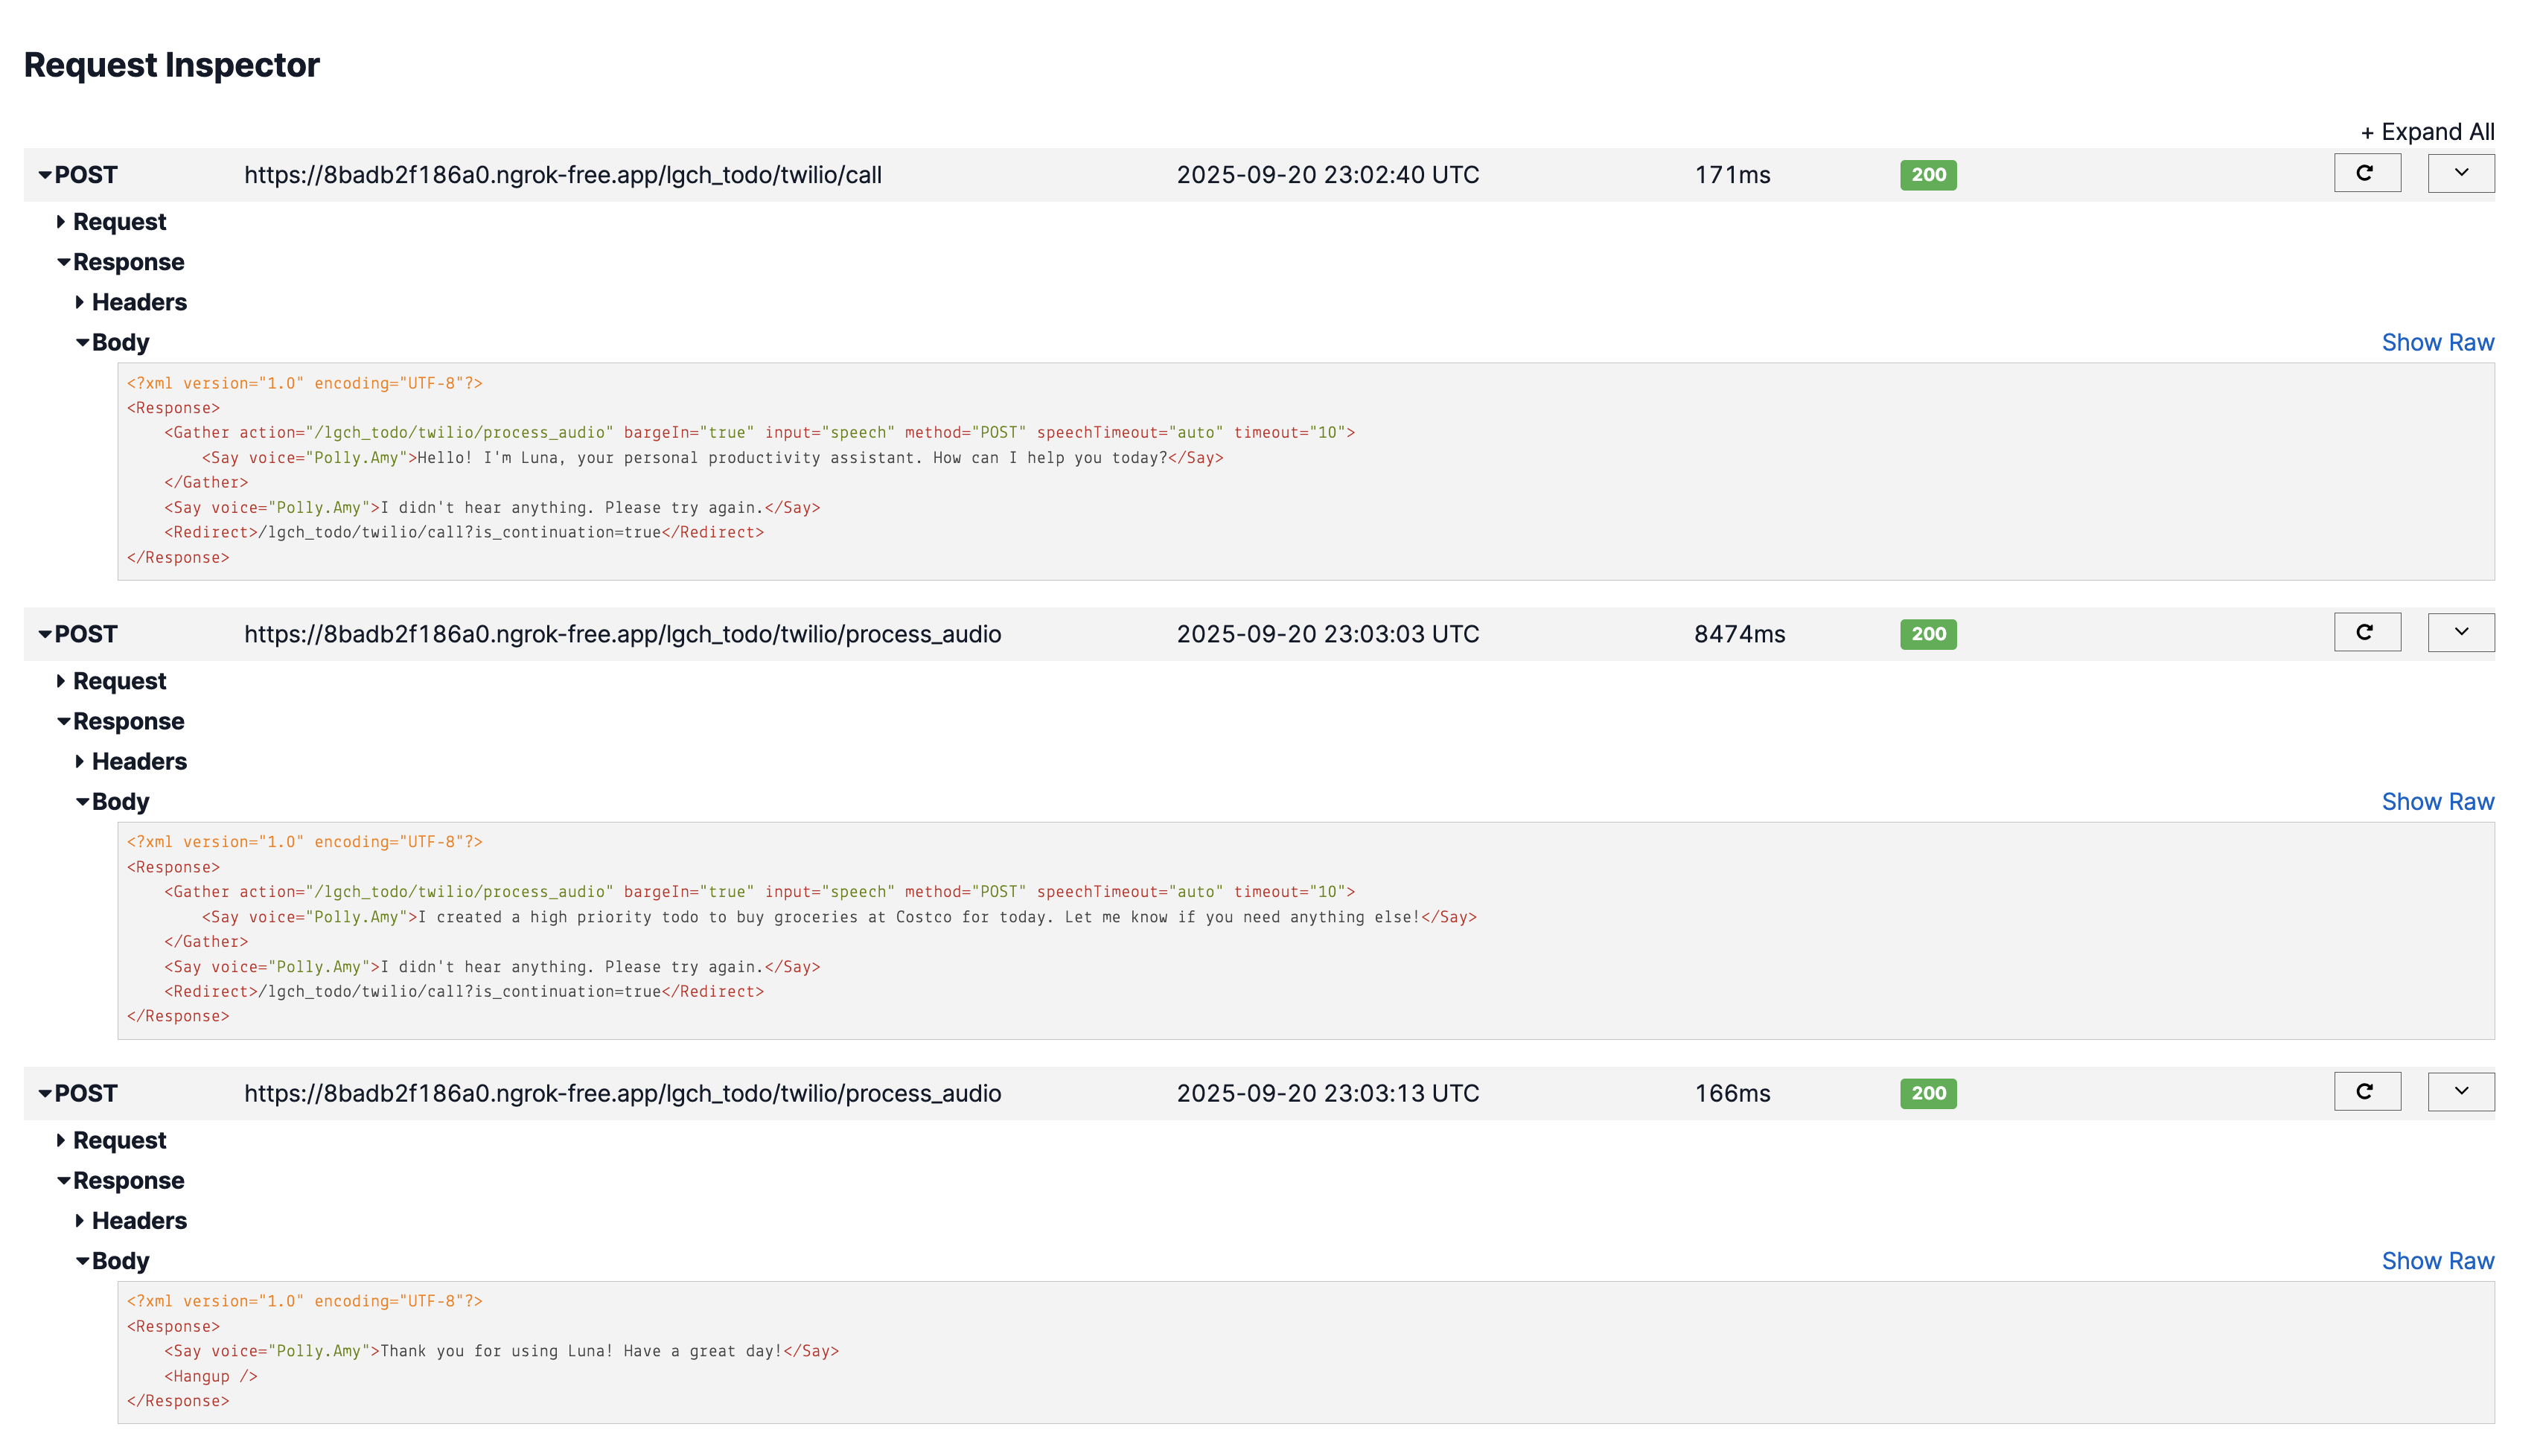 Request Inspector
+ Expand All
POST https://8badb2f186a0.ngrok-free.app/lgch_todo/twilio/call 2025-09-20 23:02:40 UTC 171ms 200
Request
Response
Headers
Body Show Raw
<?xml version="1.0" encoding="UTF-8"?>
<Response>
    <Gather action="/lgch_todo/twilio/process_audio" bargeIn="true" input="speech" method="POST" speechTimeout="auto" timeout="10">
        <Say voice="Polly.Amy">Hello! I'm Luna, your personal productivity assistant. How can I help you today?</Say>
    </Gather>
    <Say voice="Polly.Amy">I didn't hear anything. Please try again.</Say>
    <Redirect>/lgch_todo/twilio/call?is_continuation=true</Redirect>
</Response>
POST https://8badb2f186a0.ngrok-free.app/lgch_todo/twilio/process_audio 2025-09-20 23:03:03 UTC 8474ms 200
Request
Response
Headers
Body Show Raw
<?xml version="1.0" encoding="UTF-8"?>
<Response>
    <Gather action="/lgch_todo/twilio/process_audio" bargeIn="true" input="speech" method="POST" speechTimeout="auto" timeout="10">
        <Say voice="Polly.Amy">I created a high priority todo to buy groceries at Costco for today. Let me know if you need anything else!</Say>
    </Gather>
    <Say voice="Polly.Amy">I didn't hear anything. Please try again.</Say>
    <Redirect>/lgch_todo/twilio/call?is_continuation=true</Redirect>
</Response>
POST https://8badb2f186a0.ngrok-free.app/lgch_todo/twilio/process_audio 2025-09-20 23:03:13 UTC 166ms 200
Request
Response
Headers
Body Show Raw
<?xml version="1.0" encoding="UTF-8"?>
<Response>
    <Say voice="Polly.Amy">Thank you for using Luna! Have a great day!</Say>
    <Hangup />
</Response>